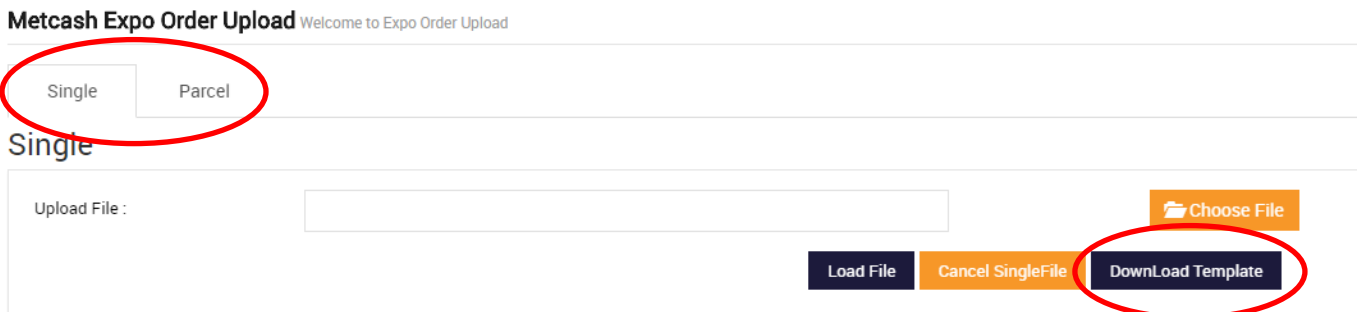 Metcash Expo Order Upload Welcome to Expo Order Upload
Single Parcel
Single
Upload File :
Choose File
Load File Cancel SingleFile DownLoad Template